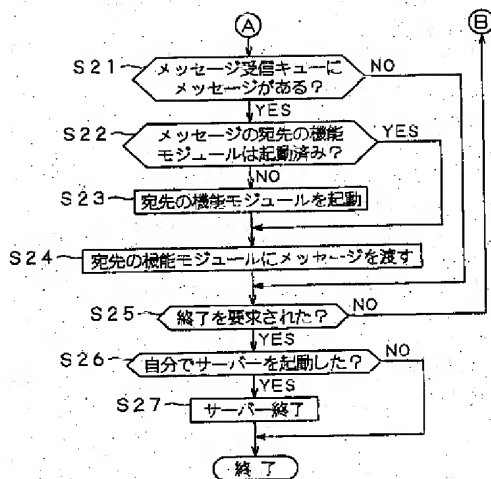 A
B
S21
メッセージ受信キューに
メッセージがある?
NO
YES
S22
メッセージの宛先の機能
モジュールは起動済み?
YES
NO
S23
宛先の機能モジュールを起動
S24
宛先の機能モジュールにメッセージを渡す
S25
終了を要求された?
NO
YES
S26
自分でサーバーを起動した?
NO
YES
S27
サーバー終了
終了